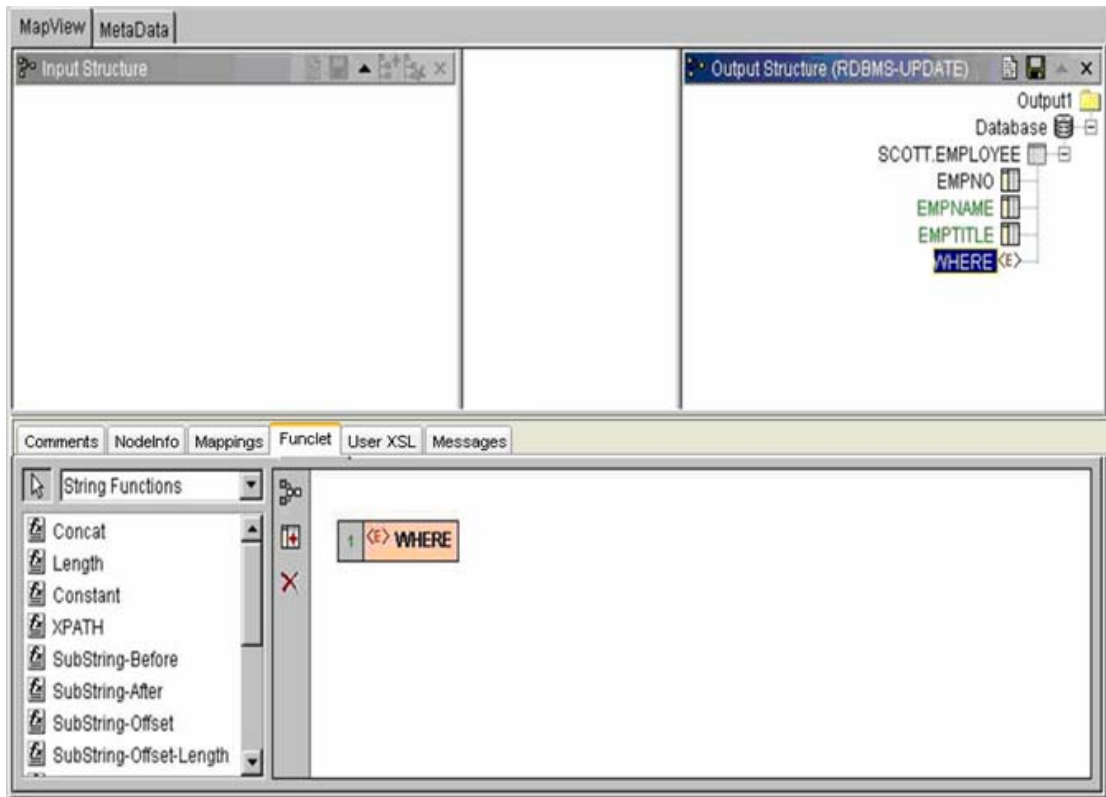 MapView MetaData
Input Structure
Output Structure (RDBMS-UPDATE)
Output1
Database
SCOTT.EMPLOYEE
EMPNO
EMPNAME
EMPTITLE
WHERE <E>
Comments NodeInfo Mappings Funclet User XSL Messages
String Functions
Concat
Length
Constant
XPATH
SubString-Before
SubString-After
SubString-Offset
SubString-Offset-Length
1 <E> WHERE